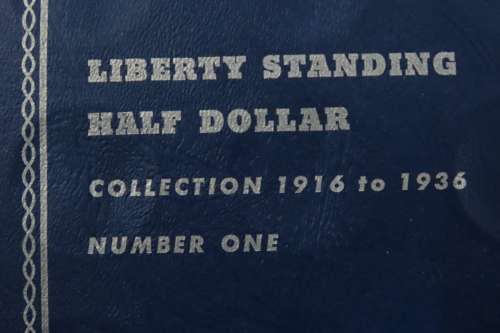 LIBERTY STANDING
HALF DOLLAR
COLLECTION 1916 to 1936
NUMBER ONE